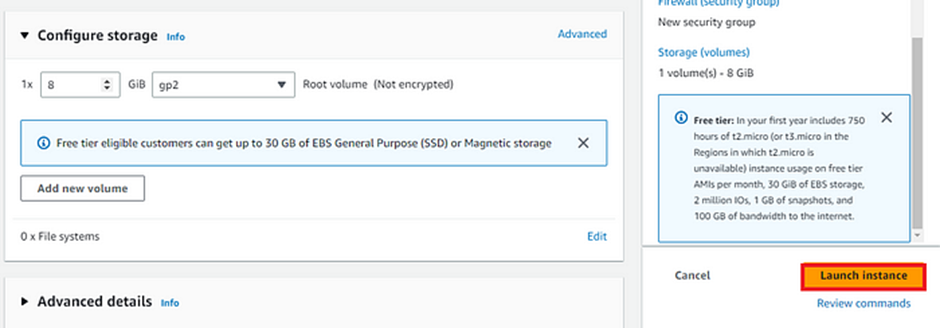 Configure storage Info
Advanced
1x 8 GiB gp2 Root volume (Not encrypted)
Free tier eligible customers can get up to 30 GB of EBS General Purpose (SSD) or Magnetic storage
Add new volume
0 x File systems
Edit
Advanced details Info
Firewall (security group)
New security group
Storage (volumes)
1 volume(s) - 8 GiB
Free tier: In your first year includes 750
hours of t2.micro (or t3.micro in the
Regions in which t2.micro is
unavailable) instance usage on free tier
AMIs per month, 30 GiB of EBS storage,
2 million IOs, 1 GB of snapshots, and
100 GB of bandwidth to the internet.
Cancel
Launch instance
Review commands